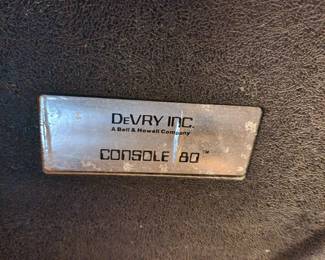 DEVRY INC.
A Bell & Howell Company
CONSOLE 80™